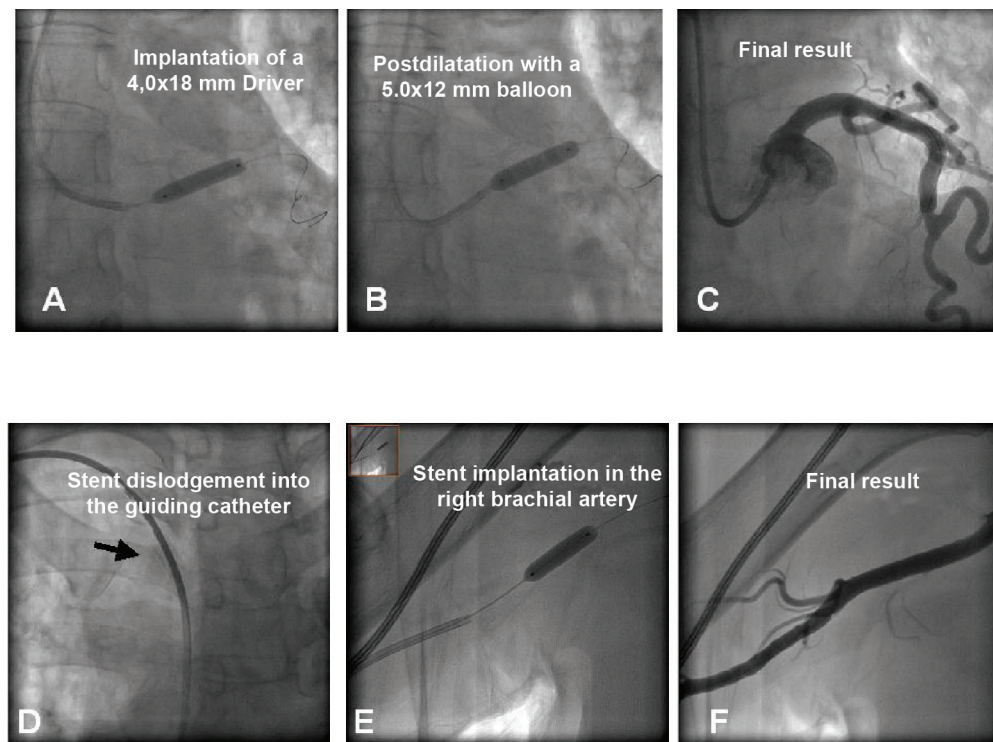 Implantation of a
4,0x18 mm Driver
A
Postdilatation with a
5.0x12 mm balloon
B
Final result
C
Stent dislodgement into
the guiding catheter
D
Stent implantation in the
right brachial artery
E
Final result
F